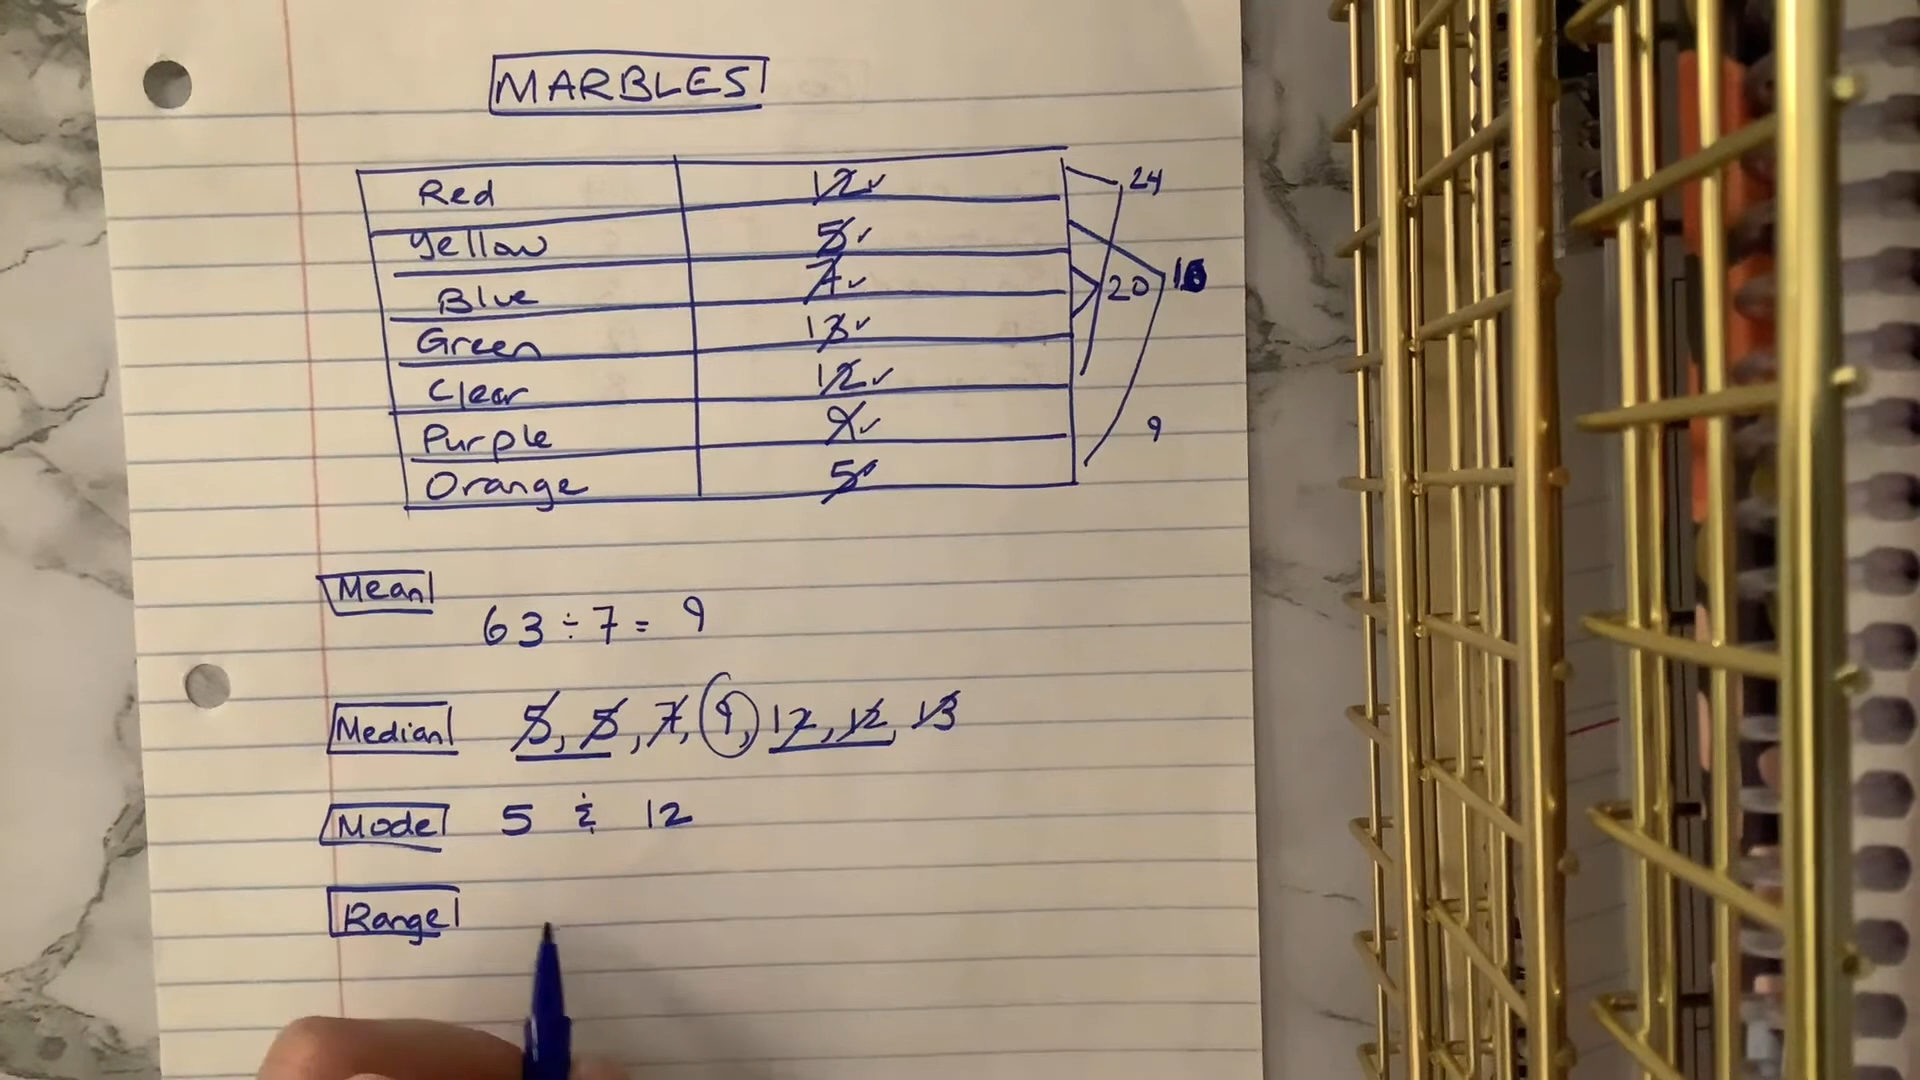 MARBLES
Red 12 ✓ 24
Yellow 5 ✓
Blue 7 ✓ 20 10
Green 13 ✓
Clear 12 ✓
Purple 9 ✓ 9
Orange 5 ✓
Mean
63 ÷ 7 = 9
Median 5, 5, 7, 9, 12, 12, 13
Mode 5 & 12
Range